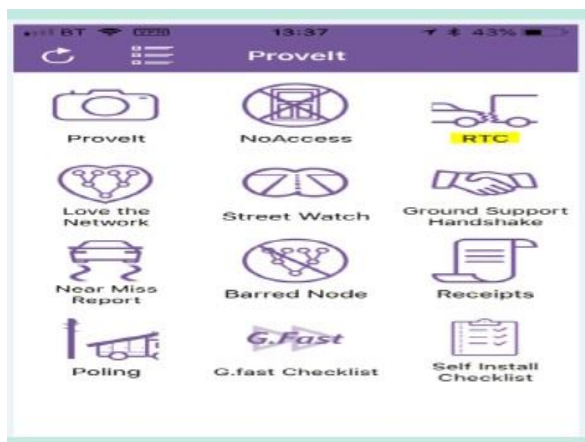 BT 13:37 43%
ProveIt
ProveIt NoAccess RTC
Love the
Network
Street Watch
Ground Support
Handshake
Near Miss
Report
Barred Node
Receipts
G.Fast
Poling
G.fast Checklist
Self Install
Checklist